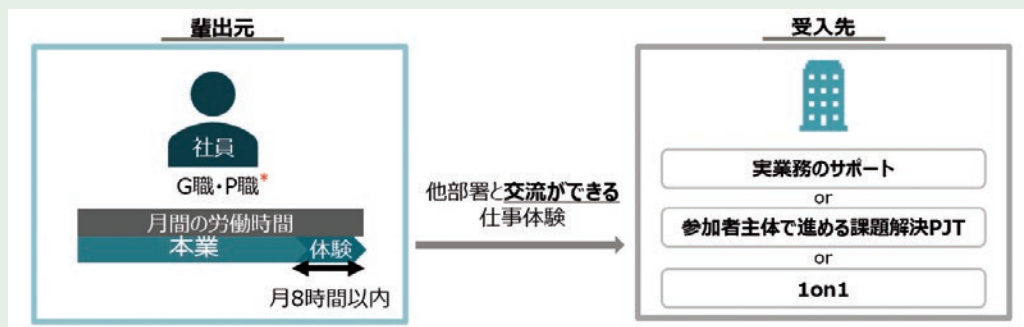 輩出元
社員
G職・P職*
月間の労働時間
本業
体験
月8時間以内
他部署と交流ができる
仕事体験
受入先
実業務のサポート
or
参加者主体で進める課題解決PJT
or
1on1